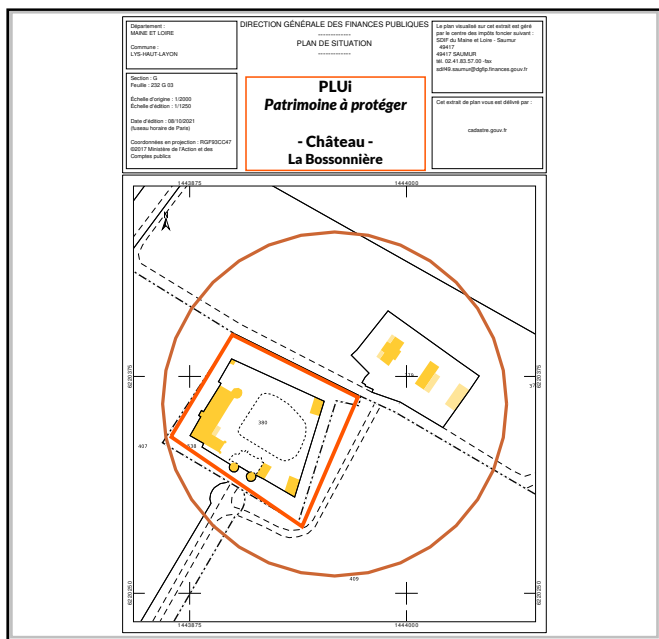 Département :
MAINE ET LOIRE
Commune :
LYS-HAUT-LAYON
Section : G
Feuille : 232 G 03
Échelle d'origine : 1/2000
Échelle d'édition : 1/1250
Date d'édition : 08/10/2021
(fuseau horaire de Paris)
Coordonnées en projection : RGF93CC47
©2017 Ministère de l'Action et des
Comptes publics
DIRECTION GÉNÉRALE DES FINANCES PUBLIQUES
-------------
PLAN DE SITUATION
-------------
PLUi
Patrimoine à protéger
- Château -
La Bossonnière
Le plan visualisé sur cet extrait est géré
par le centre des impôts foncier suivant :
SDIF du Maine et Loire - Saumur
49417
49417 SAUMUR
tél. 02.41.83.57.00 -fax
sdif49.saumur@dgfip.finances.gouv.fr
Cet extrait de plan vous est délivré par :
cadastre.gouv.fr
1443875
1444000
6220375
6220375
380
407
409
6220250
6220250
1443875
1444000